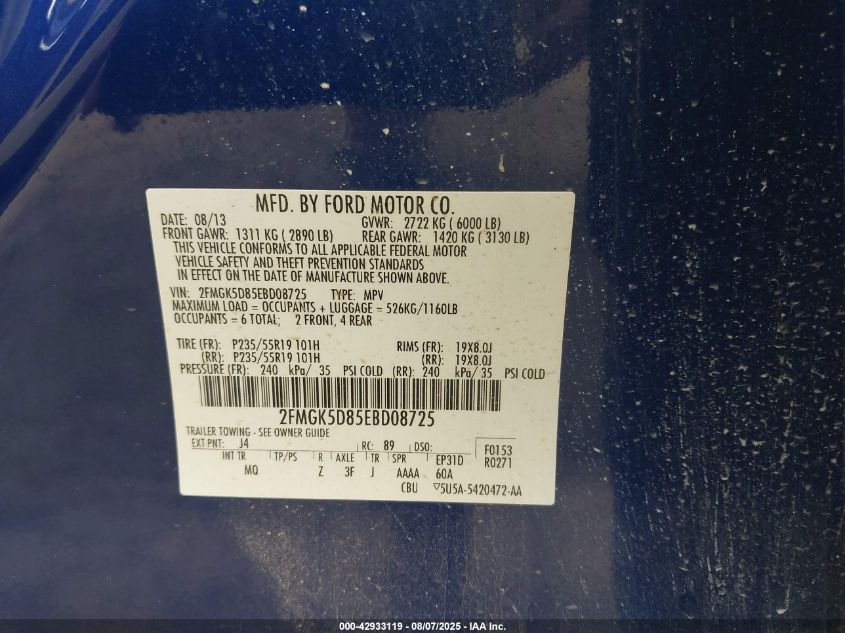 MFD. BY FORD MOTOR CO.
DATE: 08/13 GVWR: 2722 KG ( 6000 LB)
FRONT GAWR: 1311 KG ( 2890 LB) REAR GAWR: 1420 KG ( 3130 LB)
THIS VEHICLE CONFORMS TO ALL APPLICABLE FEDERAL MOTOR
VEHICLE SAFETY AND THEFT PREVENTION STANDARDS
IN EFFECT ON THE DATE OF MANUFACTURE SHOWN ABOVE.
VIN: 2FMGK5D85EBD08725 TYPE: MPV
MAXIMUM LOAD = OCCUPANTS + LUGGAGE = 526KG/1160LB
OCCUPANTS = 6 TOTAL; 2 FRONT, 4 REAR
TIRE (FR): P235/55R19 101H RIMS (FR): 19X8.0J
(RR): P235/55R19 101H (RR): 19X8.0J
PRESSURE (FR): 240 kPa/ 35 PSI COLD (RR): 240 kPa/ 35 PSI COLD
2FMGK5D85EBD08725
TRAILER TOWING - SEE OWNER GUIDE
EXT PNT: J4 RC: 89 DSO: F0153
INT TR TP/PS R AXLE TR SPR EP31D R0271
MQ Z 3F J AAAA 60A
CBU ▽5U5A-5420472-AA
000-42933119 - 08/07/2025 - IAA Inc.